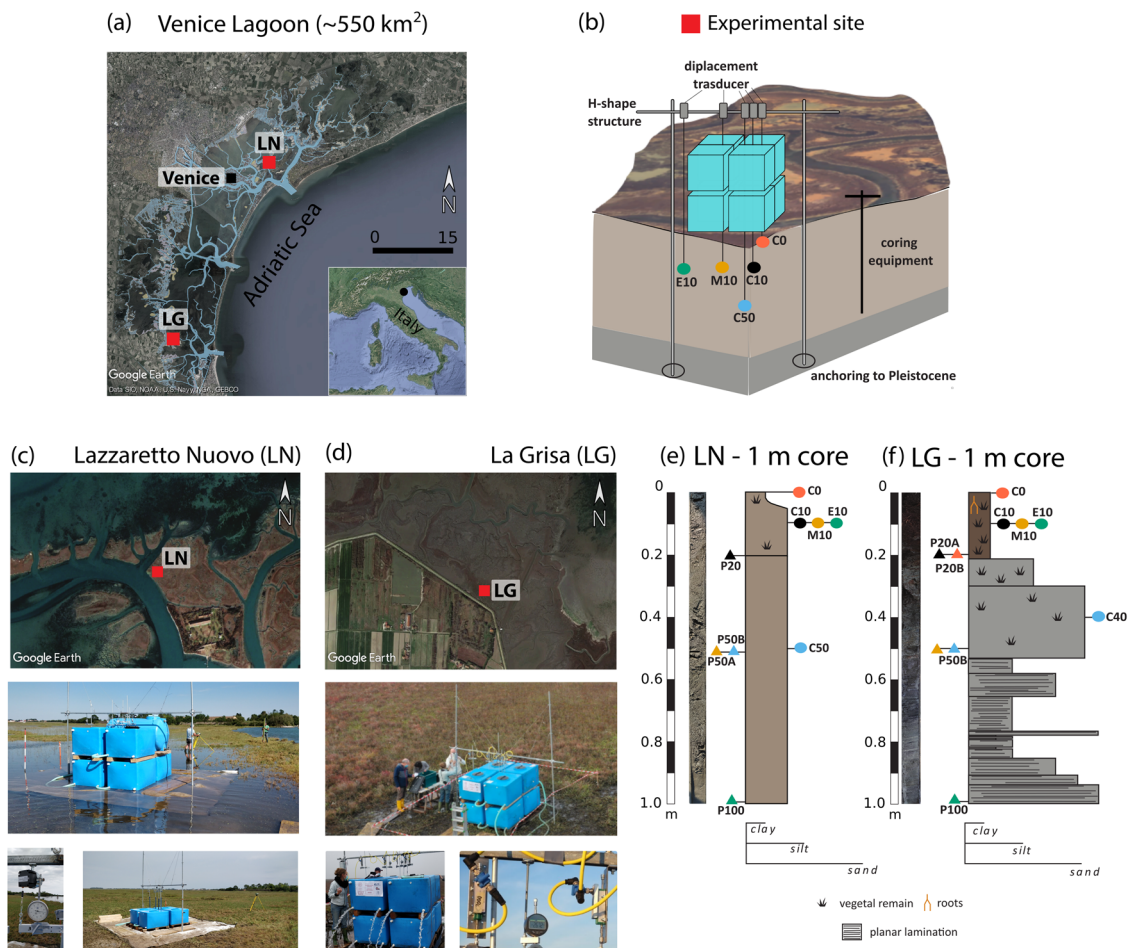 (a) Venice Lagoon (~550 km²)
LN
Venice
N
0 15
Adriatic Sea
LG
Italy
Google Earth
Data SIO, NOAA, U.S. Navy, NGA, GEBCO
(b) Experimental site
diplacement
trasducer
H-shape
structure
C0
E10 M10 C10
C50
coring
equipment
anchoring to Pleistocene
(c) Lazzaretto Nuovo (LN)
N
LN
Google Earth
(d) La Grisa (LG)
N
LG
Google Earth
(e) LN - 1 m core
0
C0
C10 E10
M10
0.2
P20
0.4
P50B
P50A
C50
0.6
0.8
P100
1.0
m
clay
silt
sand
(f) LG - 1 m core
0
C0
C10 E10
M10
P20A
0.2
P20B
0.4
C40
P50B
0.6
0.8
P100
1.0
m
clay
silt
sand
vegetal remain roots
planar lamination